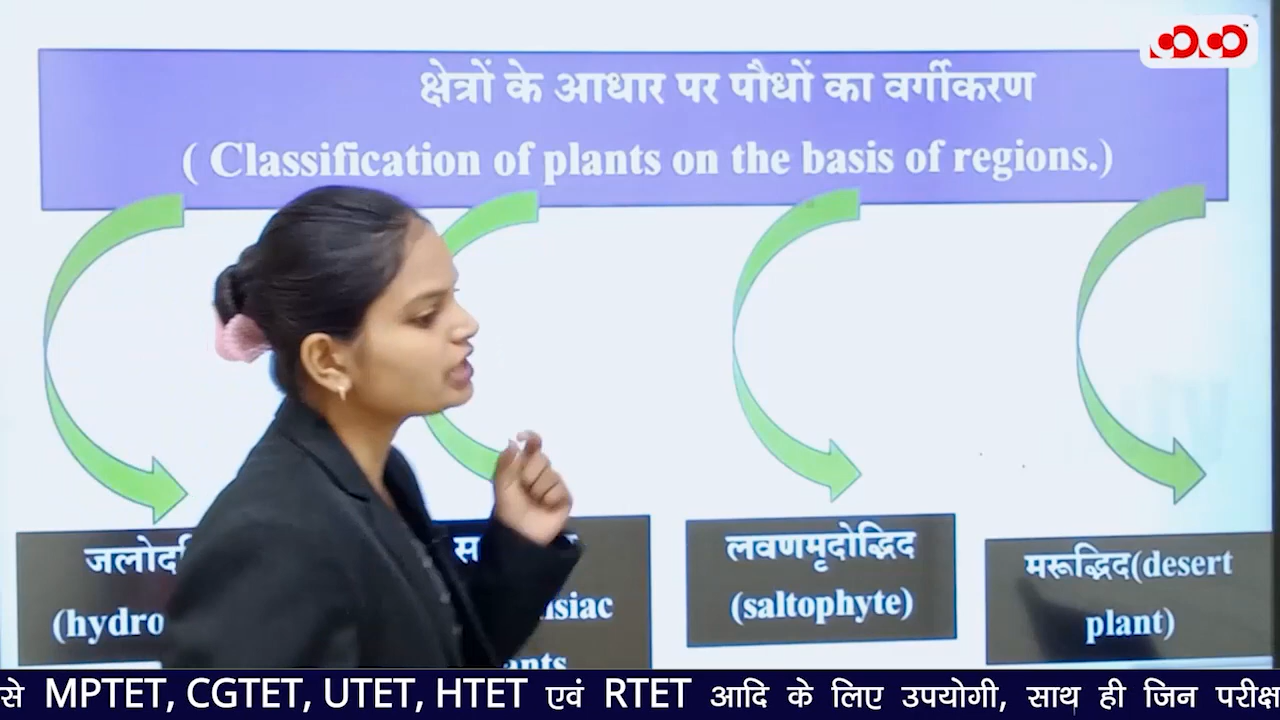 क्षेत्रों के आधार पर पौधों का वर्गीकरण
( Classification of plants on the basis of regions.)
लवणमृदोद्भिद
(saltophyte)
मरूद्भिद(desert
plant)
से MPTET, CGTET, UTET, HTET एवं RTET आदि के लिए उपयोगी, साथ ही जिन